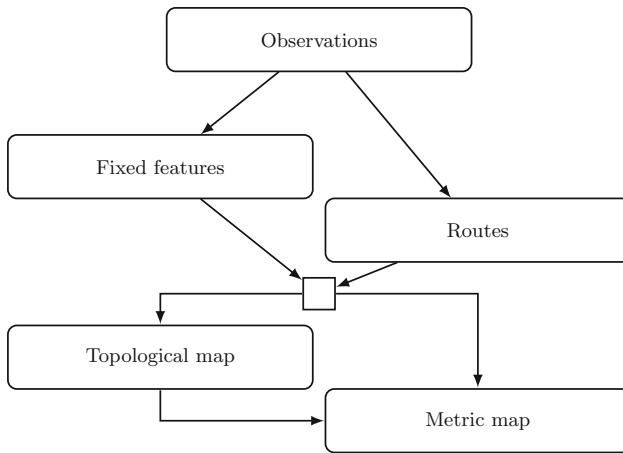 Observations
Fixed features
Routes
Topological map
Metric map